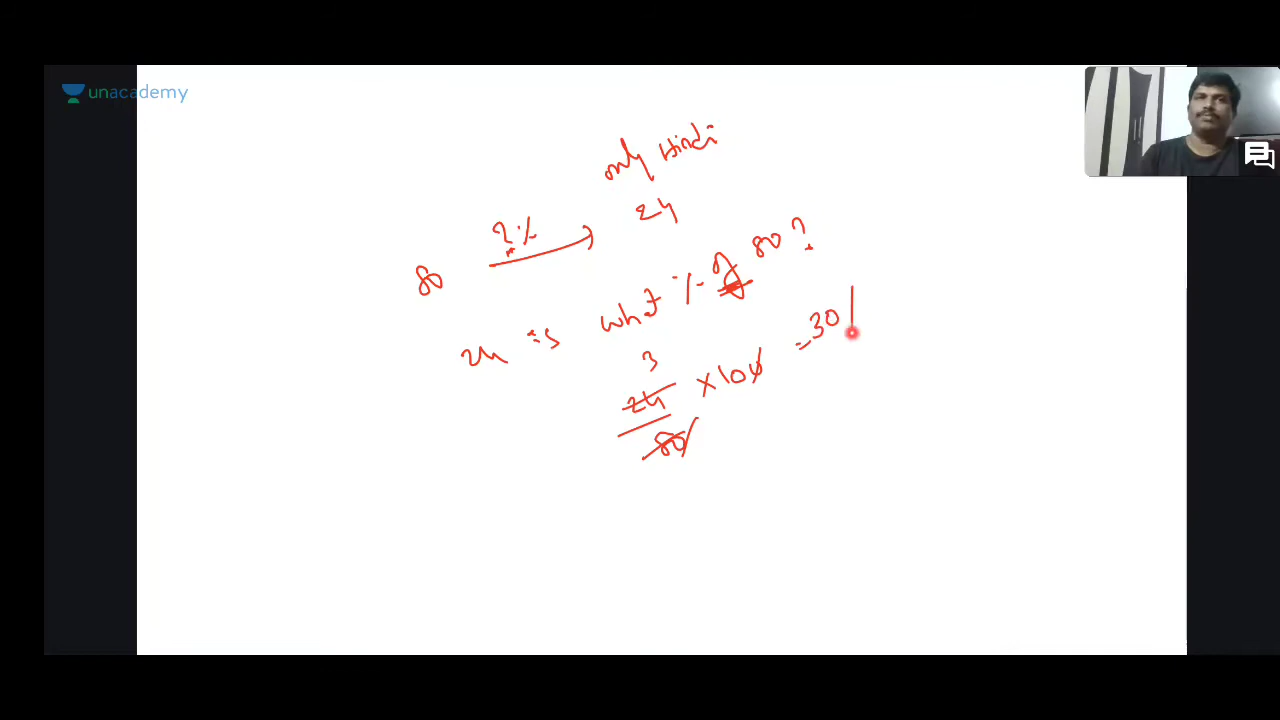 unacademy
only Hindi
80 ?% → 24
24 is what % of 80?
3
24/80 × 100 = 30